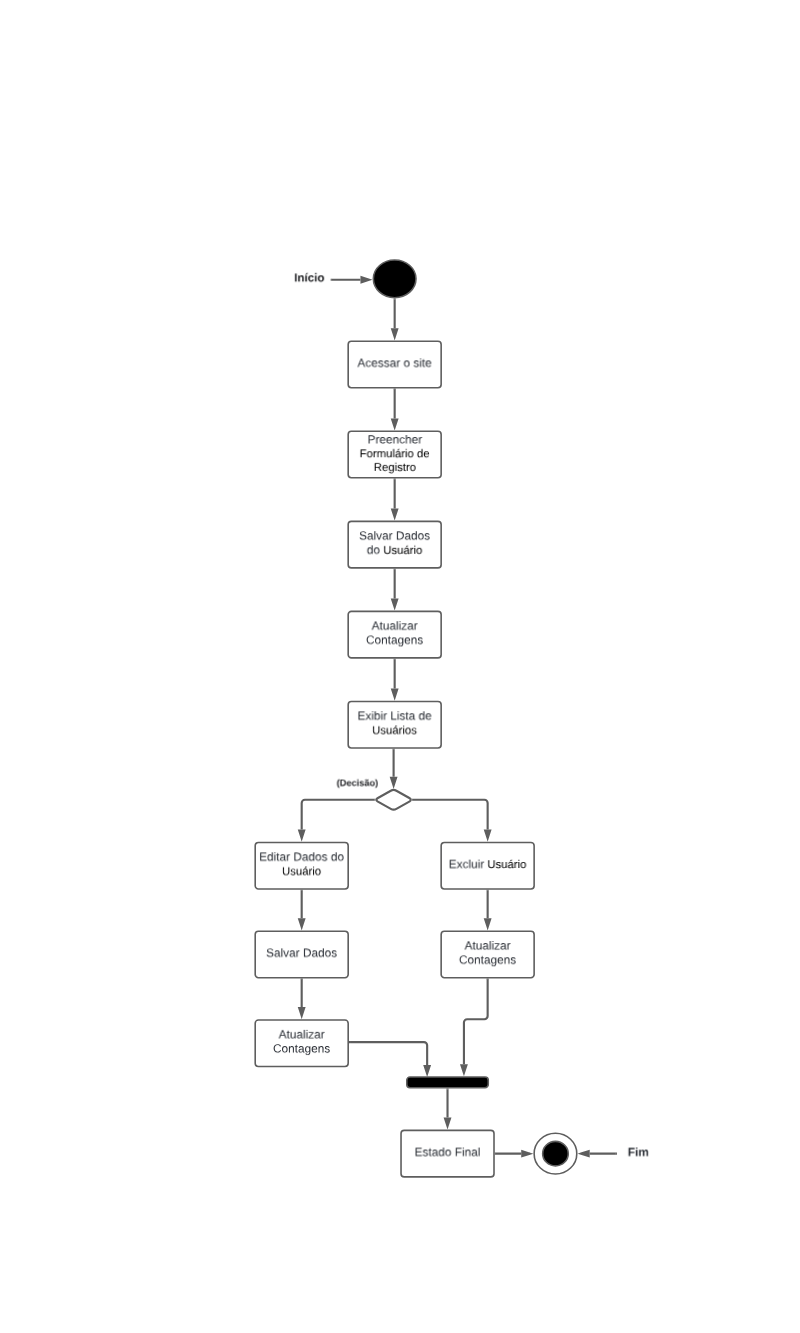 Início
Acessar o site
Preencher
Formulário de
Registro
Salvar Dados
do Usuário
Atualizar
Contagens
Exibir Lista de
Usuários
(Decisão)
Editar Dados do
Usuário
Excluir Usuário
Salvar Dados
Atualizar
Contagens
Atualizar
Contagens
Estado Final
Fim